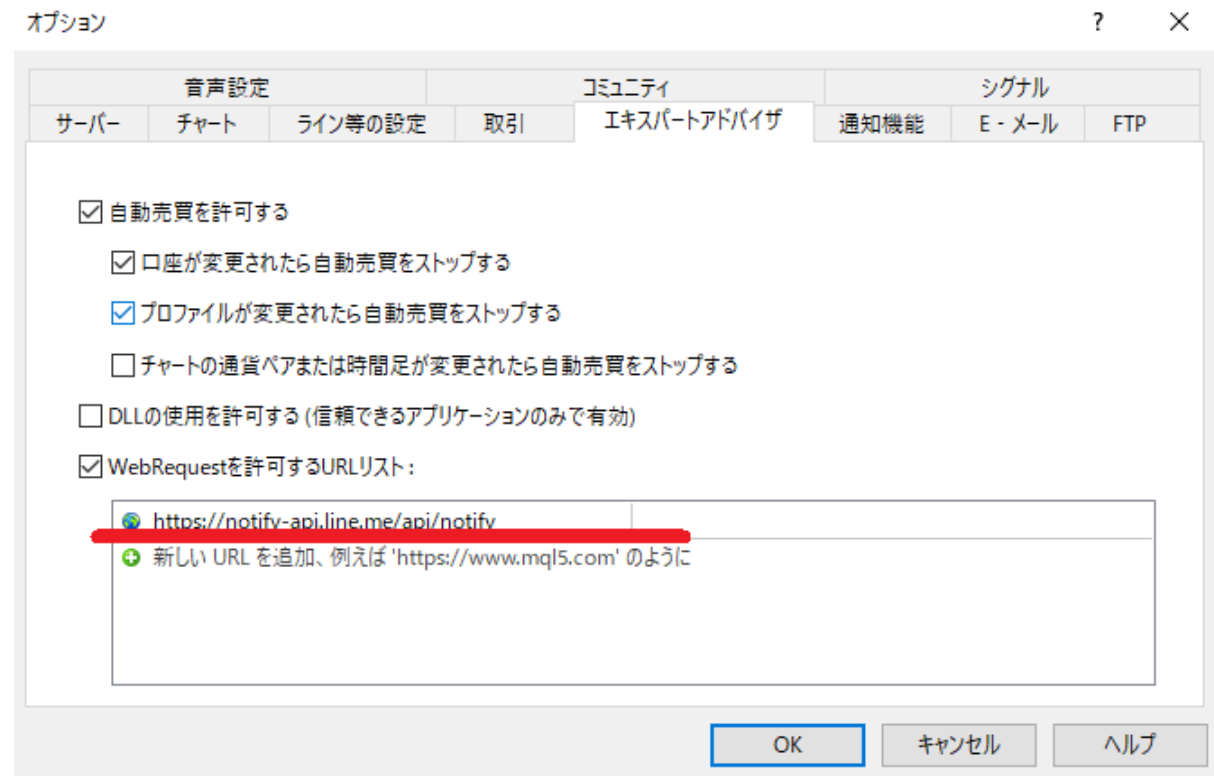 オプション
?
音声設定 コミュニティ シグナル
サーバー チャート ライン等の設定 取引 エキスパートアドバイザ 通知機能 E - メール FTP
自動売買を許可する
口座が変更されたら自動売買をストップする
プロファイルが変更されたら自動売買をストップする
チャートの通貨ペアまたは時間足が変更されたら自動売買をストップする
DLLの使用を許可する (信頼できるアプリケーションのみで有効)
WebRequestを許可するURLリスト :
https://notify-api.line.me/api/notify
新しい URL を追加、例えば 'https://www.mql5.com' のように
OK キャンセル ヘルプ